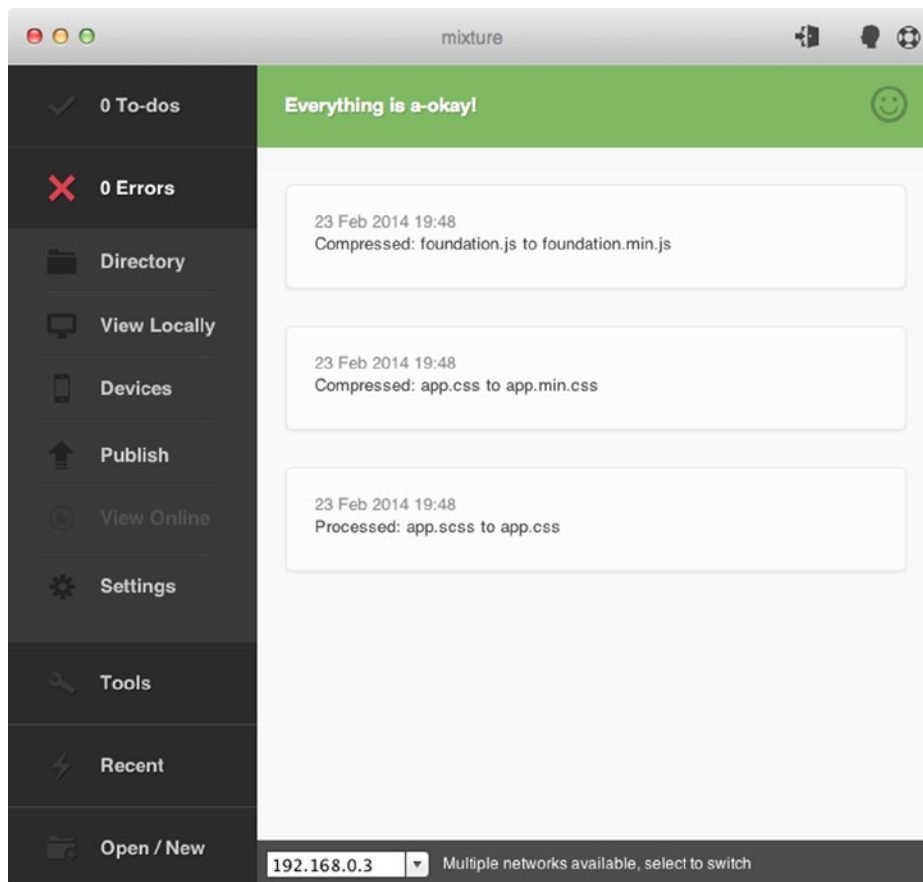 mixture
0 To-dos
0 Errors
Directory
View Locally
Devices
Publish
View Online
Settings
Tools
Recent
Open / New
Everything is a-okay!
23 Feb 2014 19:48
Compressed: foundation.js to foundation.min.js
23 Feb 2014 19:48
Compressed: app.css to app.min.css
23 Feb 2014 19:48
Processed: app.scss to app.css
192.168.0.3 Multiple networks available, select to switch